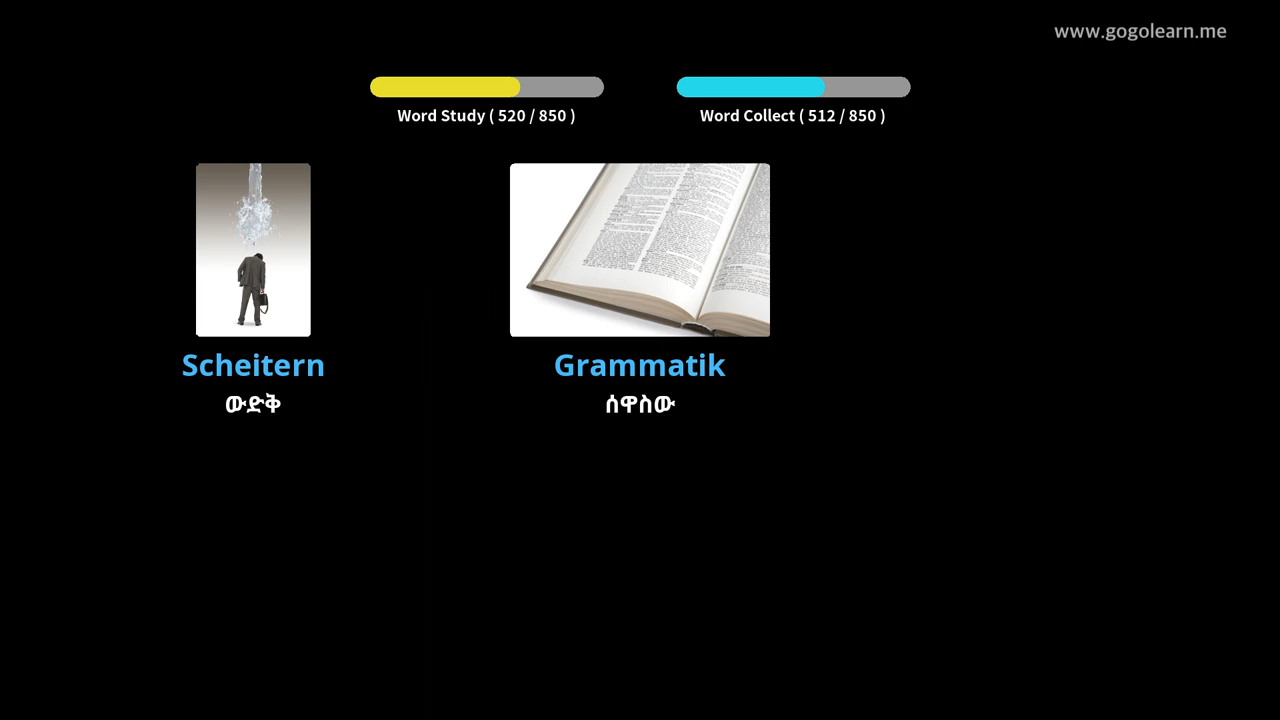 www.gogolearn.me
Word Study ( 520 / 850 )
Word Collect ( 512 / 850 )
Scheitern
ውድቅ
Grammatik
ሰዋስው